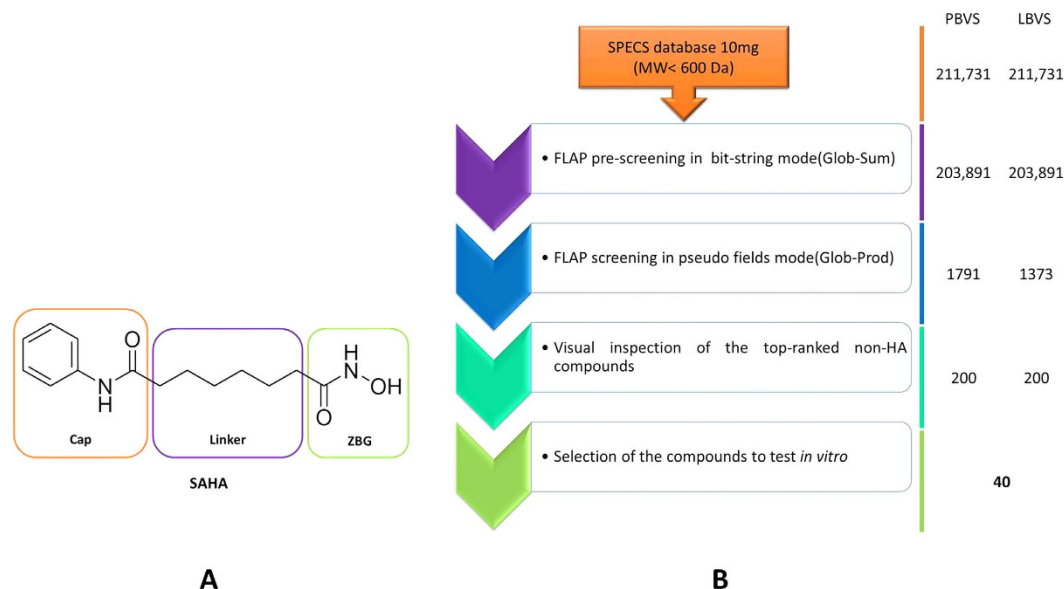 O
N
H
Cap
Linker
H
N
OH
O
ZBG
SAHA
A
SPECS database 10mg
(MW< 600 Da)
• FLAP pre-screening in bit-string mode(Glob-Sum)
• FLAP screening in pseudo fields mode(Glob-Prod)
• Visual inspection of the top-ranked non-HA
compounds
• Selection of the compounds to test in vitro
PBVS LBVS
211,731 211,731
203,891 203,891
1791 1373
200 200
40
B